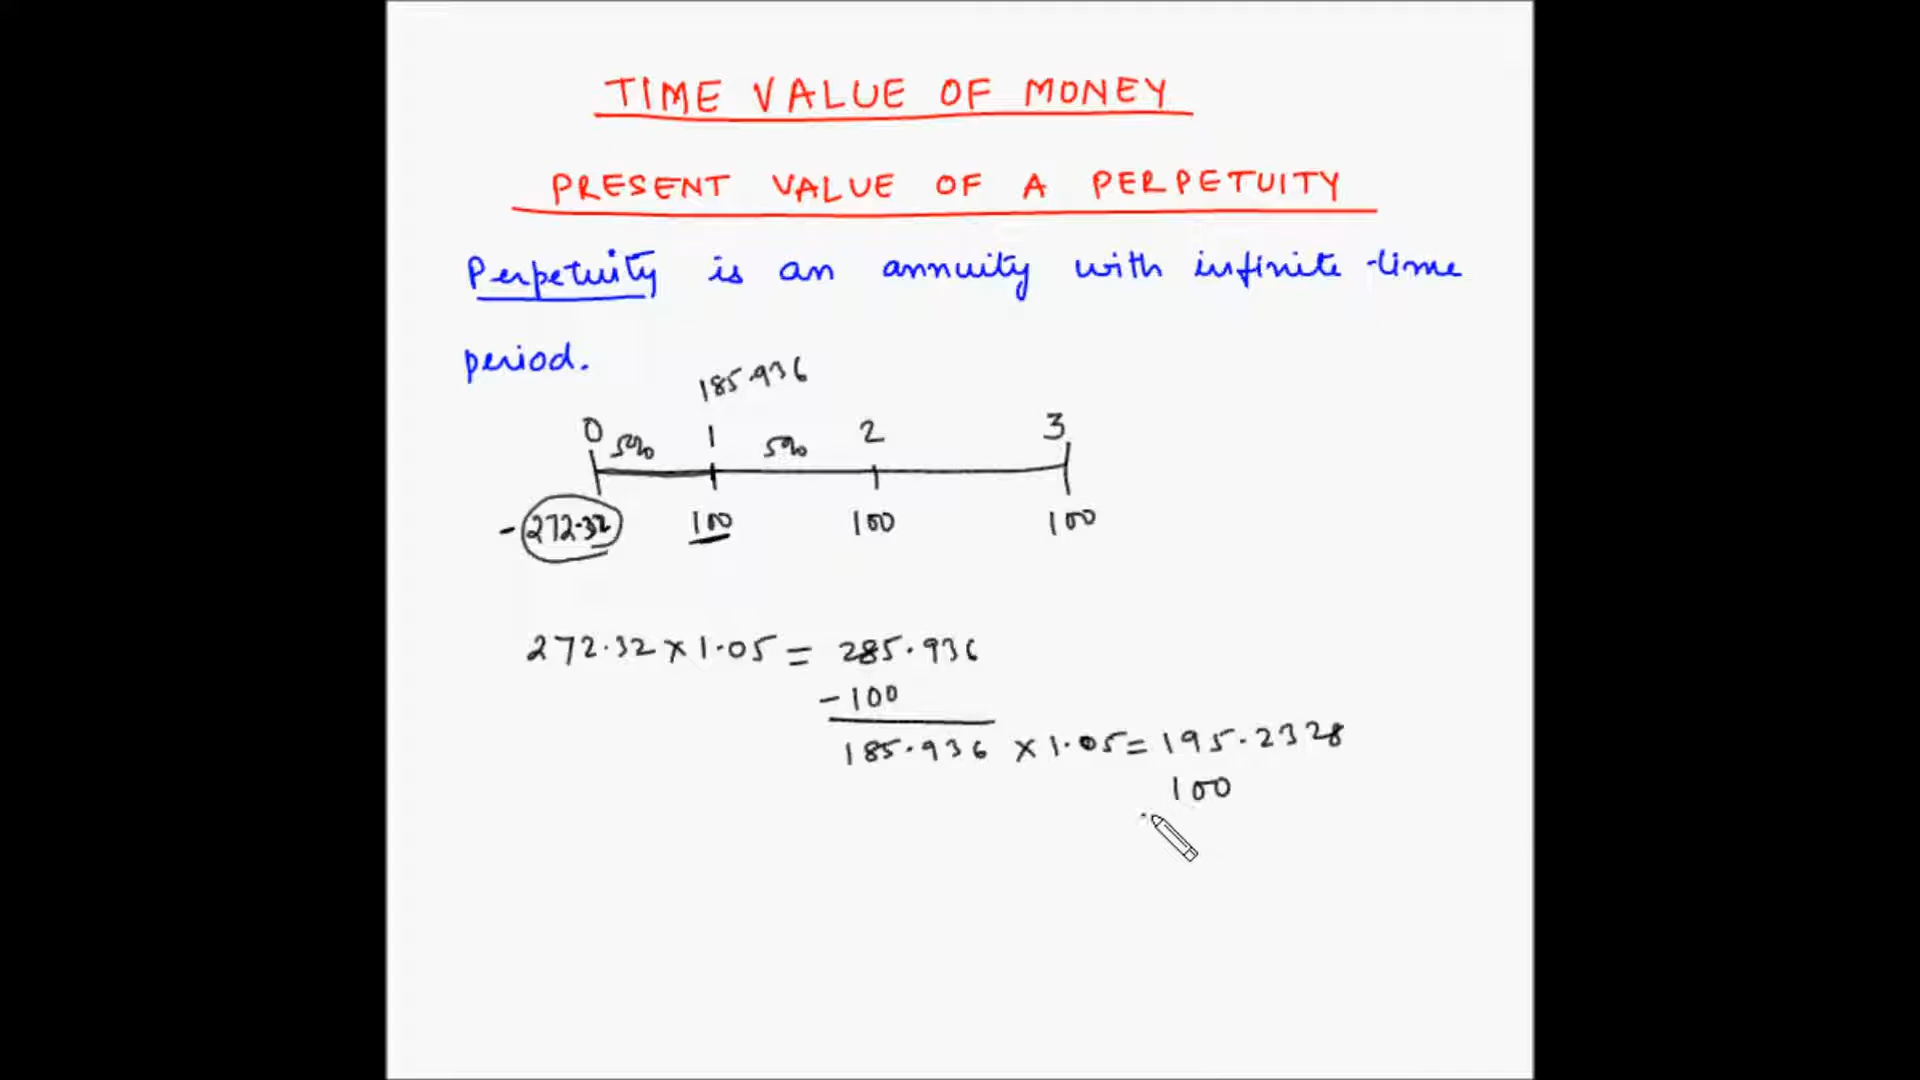 TIME VALUE OF MONEY
PRESENT VALUE OF A PERPETUITY
Perpetuity is an annuity with infinite time
period.
185.936
0 5% 1 5% 2 3
-272.32 100 100 100
272.32 x 1.05 = 285.936
-100
185.936 x 1.05 = 195.2328
100